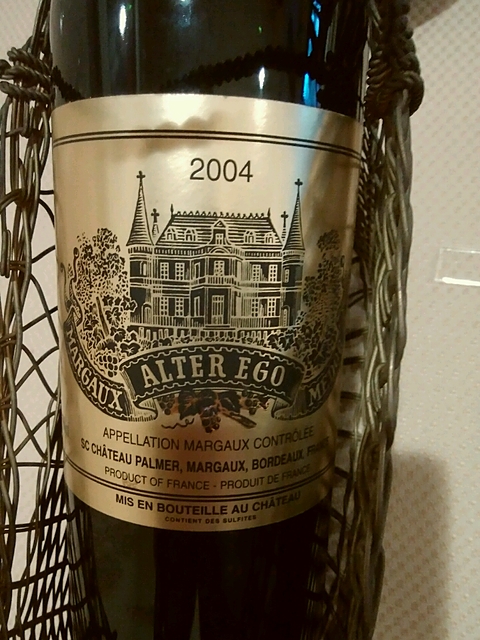 2004
MARGAUX ALTER EGO
APPELLATION MARGAUX CONTRÔLÉE
SC CHÂTEAU PALMER, MARGAUX, BORDEAUX, FRANCE
PRODUCT OF FRANCE - PRODUIT DE FRANCE
MIS EN BOUTEILLE AU CHÂTEAU
CONTIENT DES SULFITES